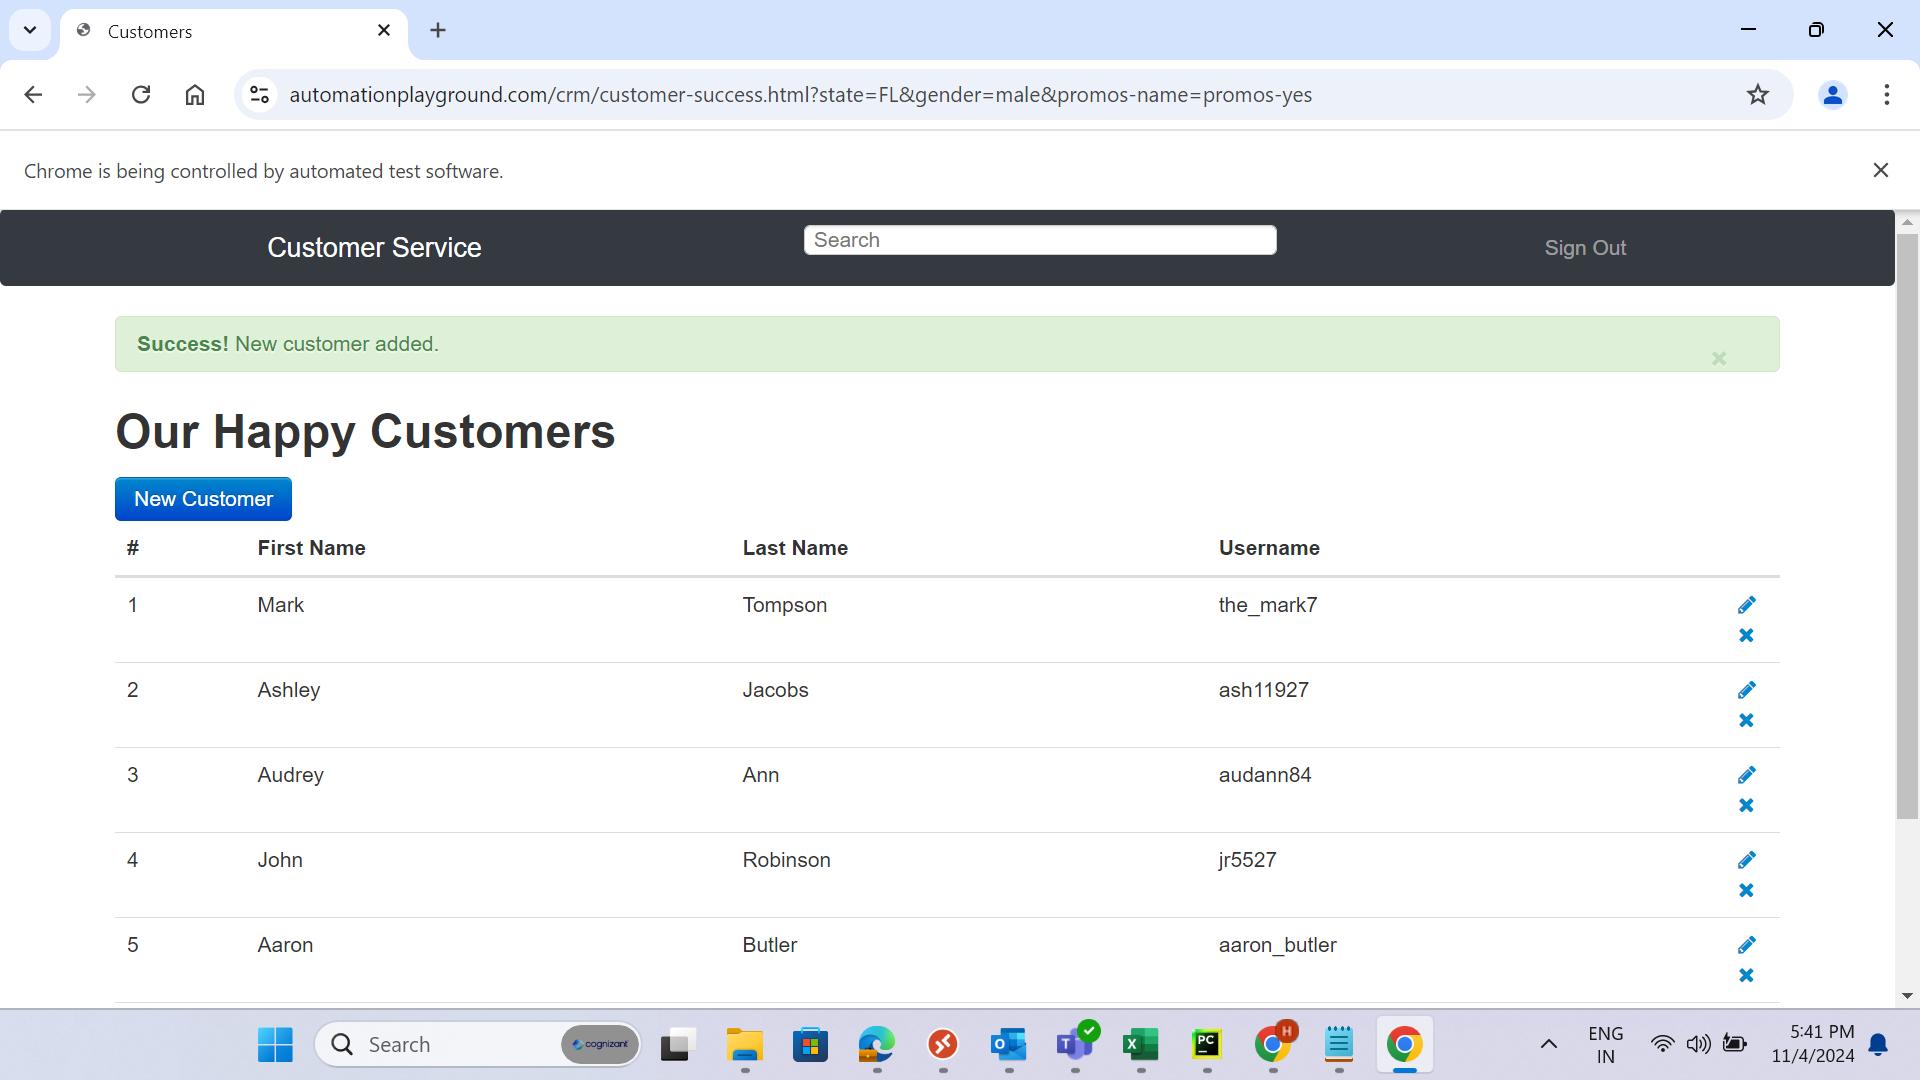 Customers
automationplayground.com/crm/customer-success.html?state=FL&gender=male&promos-name=promos-yes
Chrome is being controlled by automated test software.
Customer Service
Search
Sign Out
Success! New customer added.
Our Happy Customers
New Customer
# First Name Last Name Username
1 Mark Tompson the_mark7
2 Ashley Jacobs ash11927
3 Audrey Ann audann84
4 John Robinson jr5527
5 Aaron Butler aaron_butler
Search cognizant
O T X PC H
ENG
IN
5:41 PM
11/4/2024